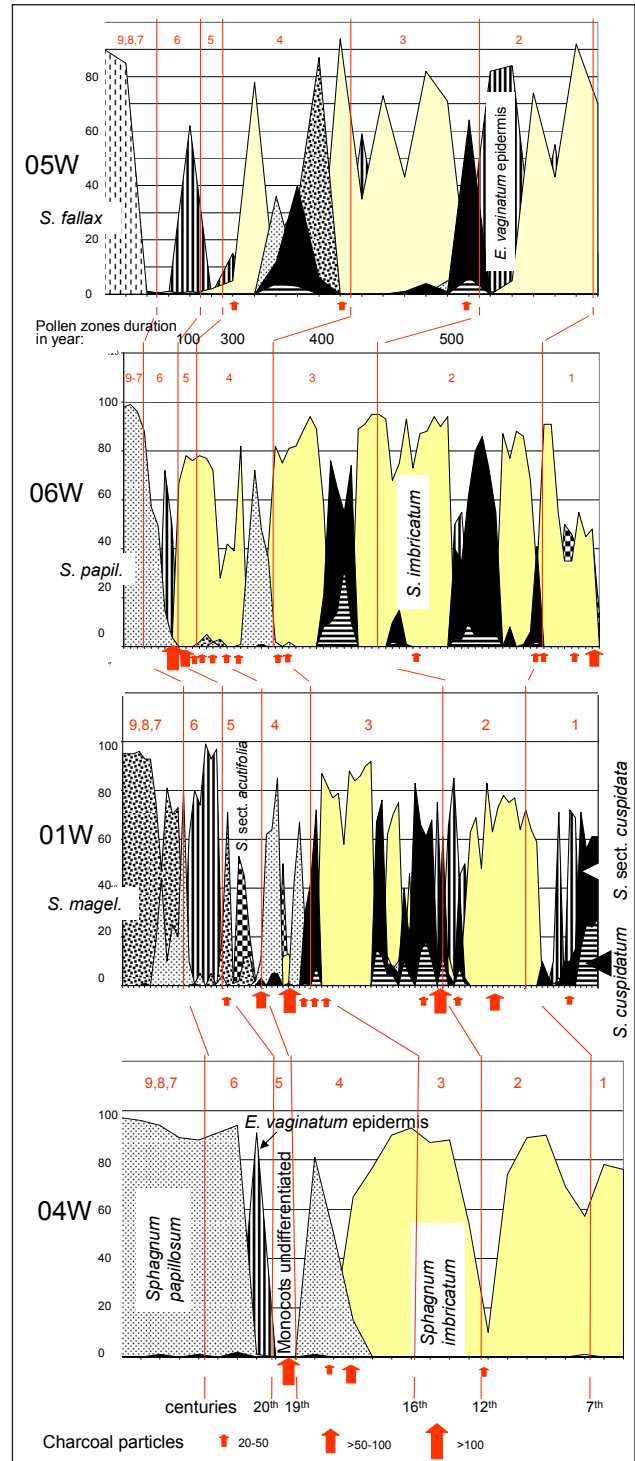 9,8,7 6 5 4 3 2
80
60
40
20
0
05W
S. fallax
E. vaginatum epidermis
Pollen zones duration
in year: 100 300 400 500
9-7 6 5 4 3 2 1
100
80
60
40
20
0
06W
S. papil.
S. imbricatum
9,8,7 6 5 4 3 2 1
100
80
60
40
20
0
01W
S. magel.
S. sect. acutifolia
S. sect. cuspidata
S. cuspidatum
9,8,7 6 5 4 3 2 1
100
80
60
40
20
0
04W
E. vaginatum epidermis
Sphagnum
papillosum
Monocots undifferentiated
Sphagnum
imbricatum
centuries 20th 19th 16th 12th 7th
Charcoal particles 20-50 >50-100 >100